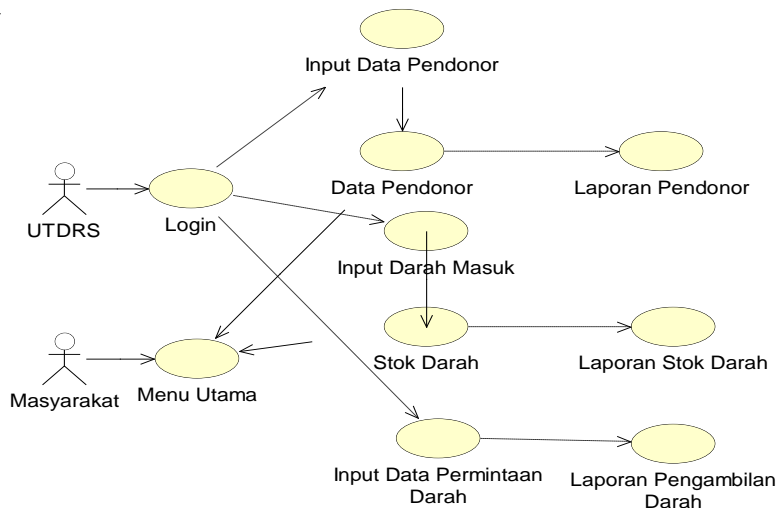 Input Data Pendonor
Data Pendonor
Laporan Pendonor
UTDRS
Login
Input Darah Masuk
Stok Darah
Laporan Stok Darah
Masyarakat
Menu Utama
Input Data Permintaan
Darah
Laporan Pengambilan
Darah